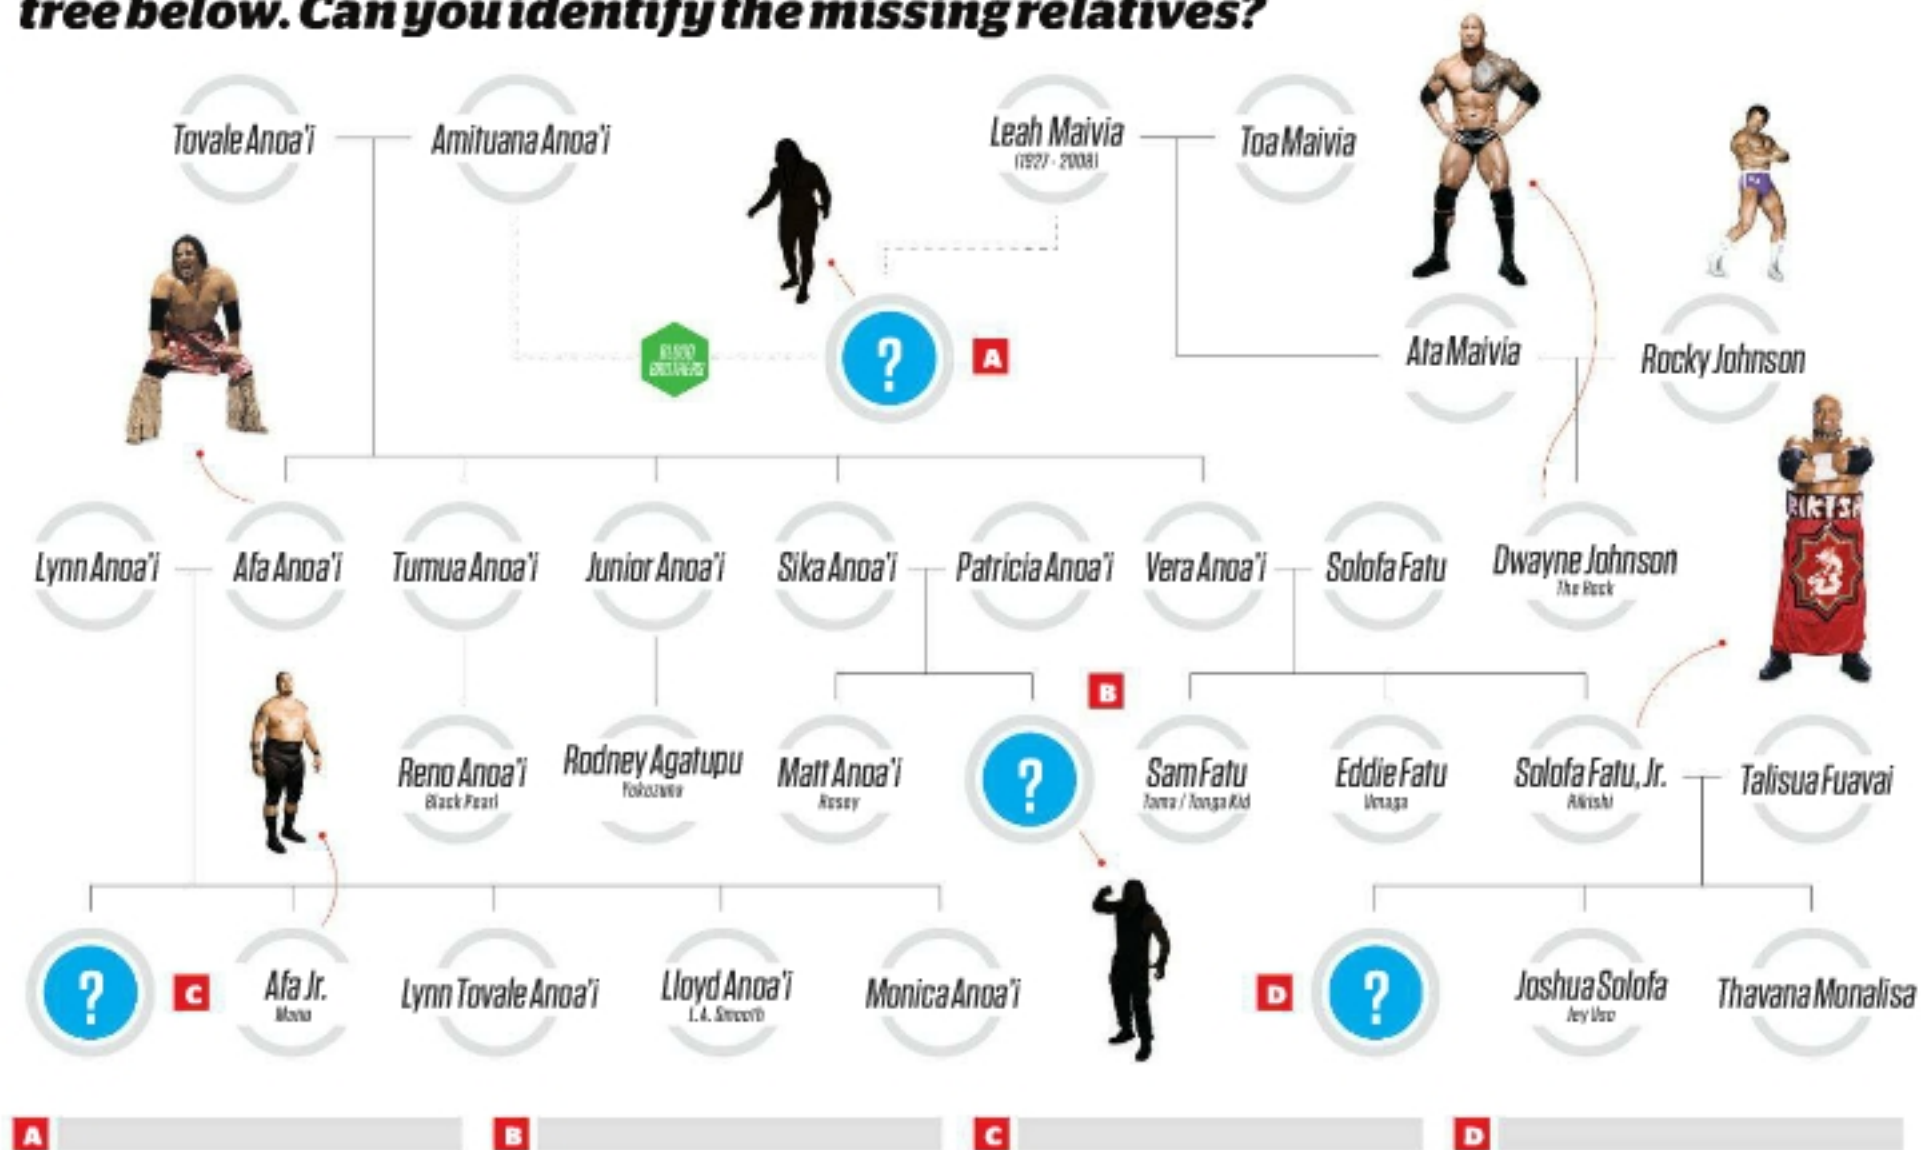 tree below. Can you identify the missing relatives?
Tovale Anoa'i
Amituana Anoa'i
Leah Maivia
(1927 - 2008)
Toa Maivia
BLOOD
BROTHERS
?
A
Ata Maivia
Rocky Johnson
RIKISHI
Lynn Anoa'i
Afa Anoa'i
Tumua Anoa'i
Junior Anoa'i
Sika Anoa'i
Patricia Anoa'i
Vera Anoa'i
Solofa Fatu
Dwayne Johnson
The Rock
B
Reno Anoa'i
Black Pearl
Rodney Agatupu
Yokozuna
Matt Anoa'i
Rosey
?
Sam Fatu
Tama / Tonga Kid
Eddie Fatu
Umaga
Solofa Fatu, Jr.
Rikishi
Talisua Fuavai
?
C
Afa Jr.
Manu
Lynn Tovale Anoa'i
Lloyd Anoa'i
L.A. Smooth
Monica Anoa'i
D
?
Joshua Solofa
Jey Uso
Thavana Monalisa
A
B
C
D